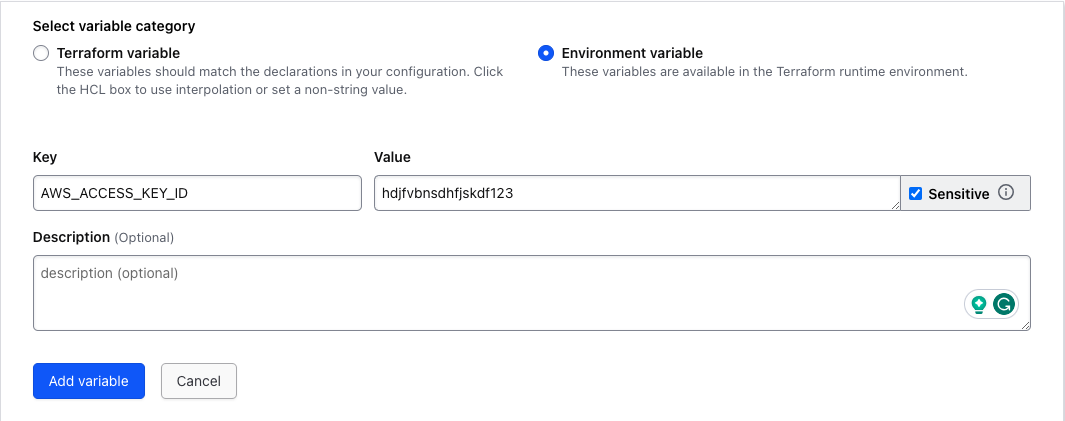 Select variable category
Terraform variable
These variables should match the declarations in your configuration. Click
the HCL box to use interpolation or set a non-string value.
Environment variable
These variables are available in the Terraform runtime environment.
Key
AWS_ACCESS_KEY_ID
Value
hdjfvbnsdhfjskdf123
Sensitive
Description (Optional)
description (optional)
Add variable
Cancel